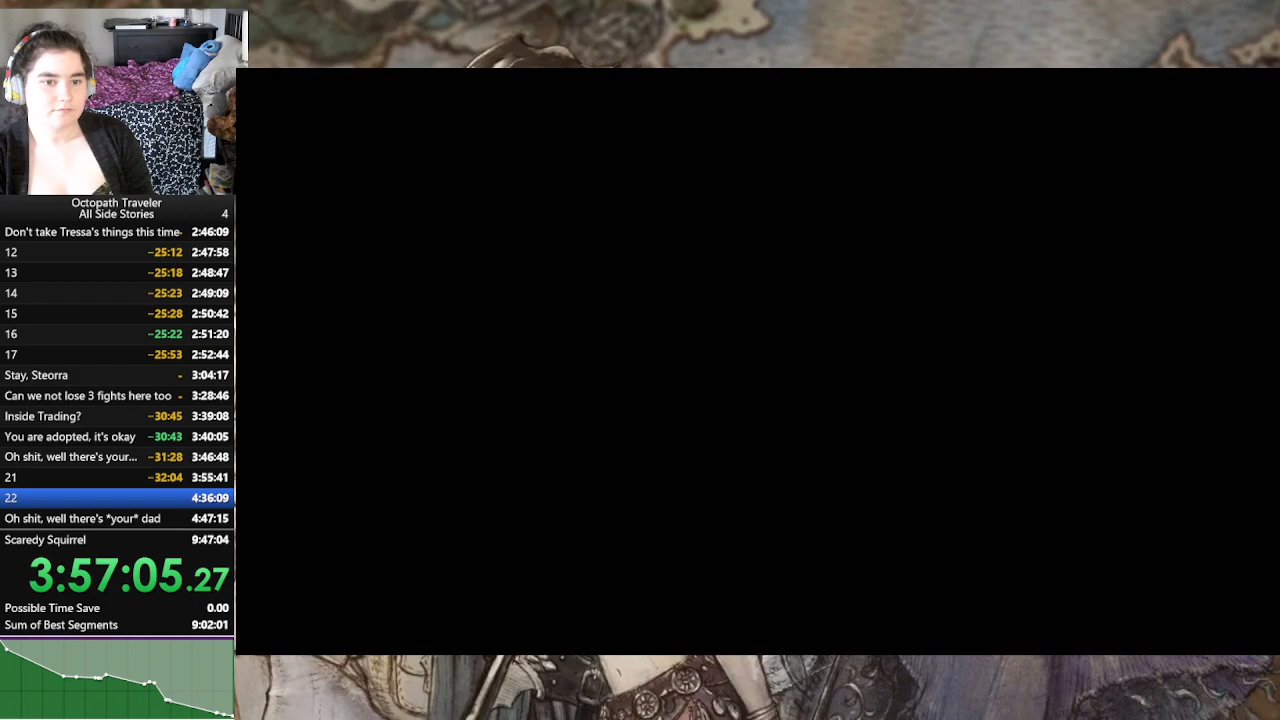 Octopath Traveler
All Side Stories 4
Don't take Tressa's things this time - 2:46:09
12 −25:12 2:47:58
13 −25:18 2:48:47
14 −25:23 2:49:09
15 −25:28 2:50:42
16 −25:22 2:51:20
17 −25:53 2:52:44
Stay, Steorra - 3:04:17
Can we not lose 3 fights here too - 3:28:46
Inside Trading? −30:45 3:39:08
You are adopted, it's okay −30:43 3:40:05
Oh shit, well there's your... −31:28 3:46:48
21 −32:04 3:55:41
22 4:36:09
Oh shit, well there's *your* dad 4:47:15
Scaredy Squirrel 9:47:04
3:57:05.27
Possible Time Save 0.00
Sum of Best Segments 9:02:01